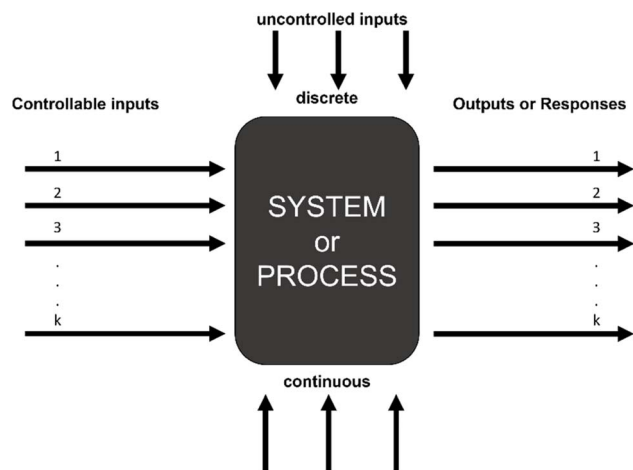 uncontrolled inputs
discrete
Controllable inputs
1
2
3
.
.
.
k
SYSTEM
or
PROCESS
Outputs or Responses
1
2
3
.
.
.
k
continuous